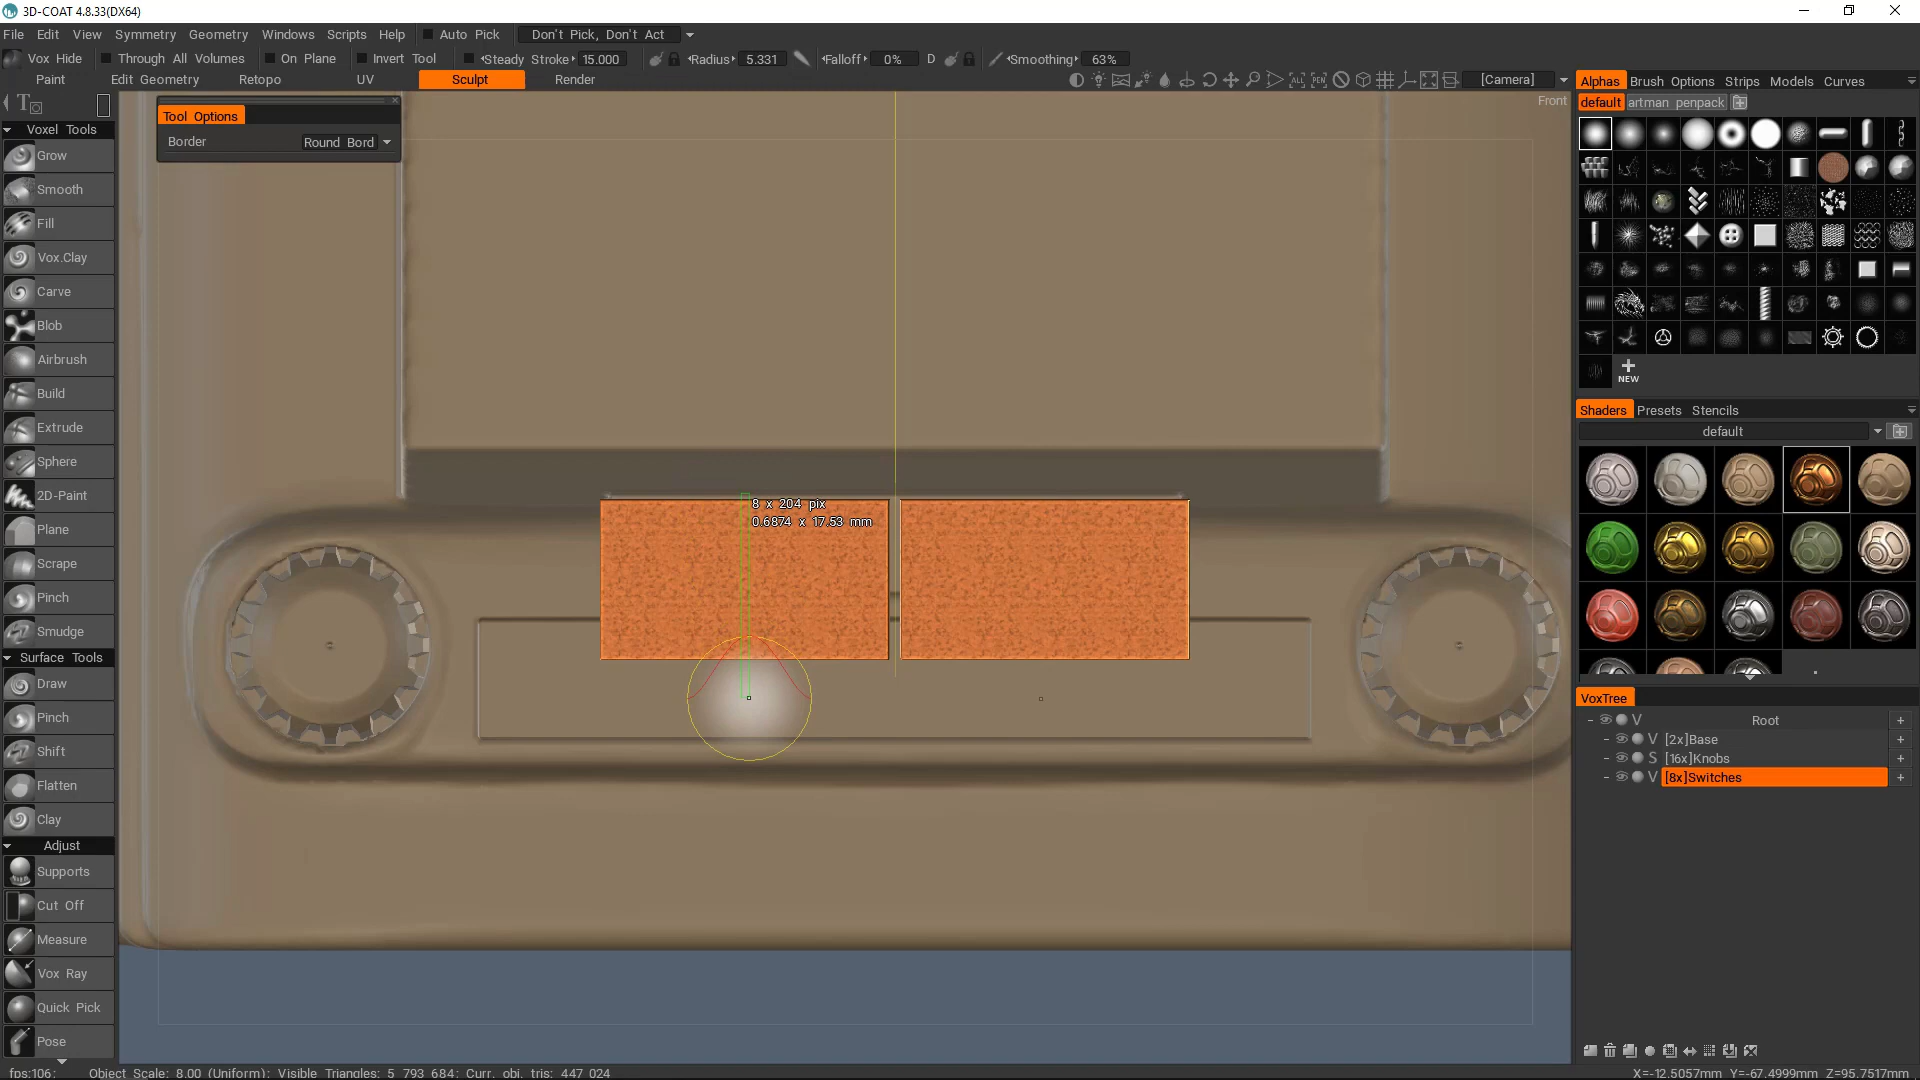 3D-COAT 4.8.33(DX64)
File Edit View Symmetry Geometry Windows Scripts Help Auto Pick Don't Pick, Don't Act
Vox Hide Through All Volumes On Plane Invert Tool Steady Stroke 15.000 Radius 5.331 Falloff 0% D Smoothing 63%
Paint Edit Geometry Retopo UV Sculpt Render [Camera]
Front
Tool Options
Border Round Bord
Voxel Tools
Grow
Smooth
Fill
Vox.Clay
Carve
Blob
Airbrush
Build
Extrude
Sphere
2D-Paint
Plane
Scrape
Pinch
Smudge
Surface Tools
Draw
Pinch
Shift
Flatten
Clay
Adjust
Supports
Cut Off
Measure
Vox Ray
Quick Pick
Pose
8 x 204 pix
0.6874 x 17.53 mm
Alphas Brush Options Strips Models Curves
default artman penpack
NEW
Shaders Presets Stencils
default
VoxTree
V Root +
V [2x]Base +
S [16x]Knobs +
V [8x]Switches +
fps:106; Object Scale: 8.00 (Uniform); Visible Triangles: 5 793 684; Curr. obj. tris: 447 024
X=-12.5057mm Y=-67.4999mm Z=95.7517mm